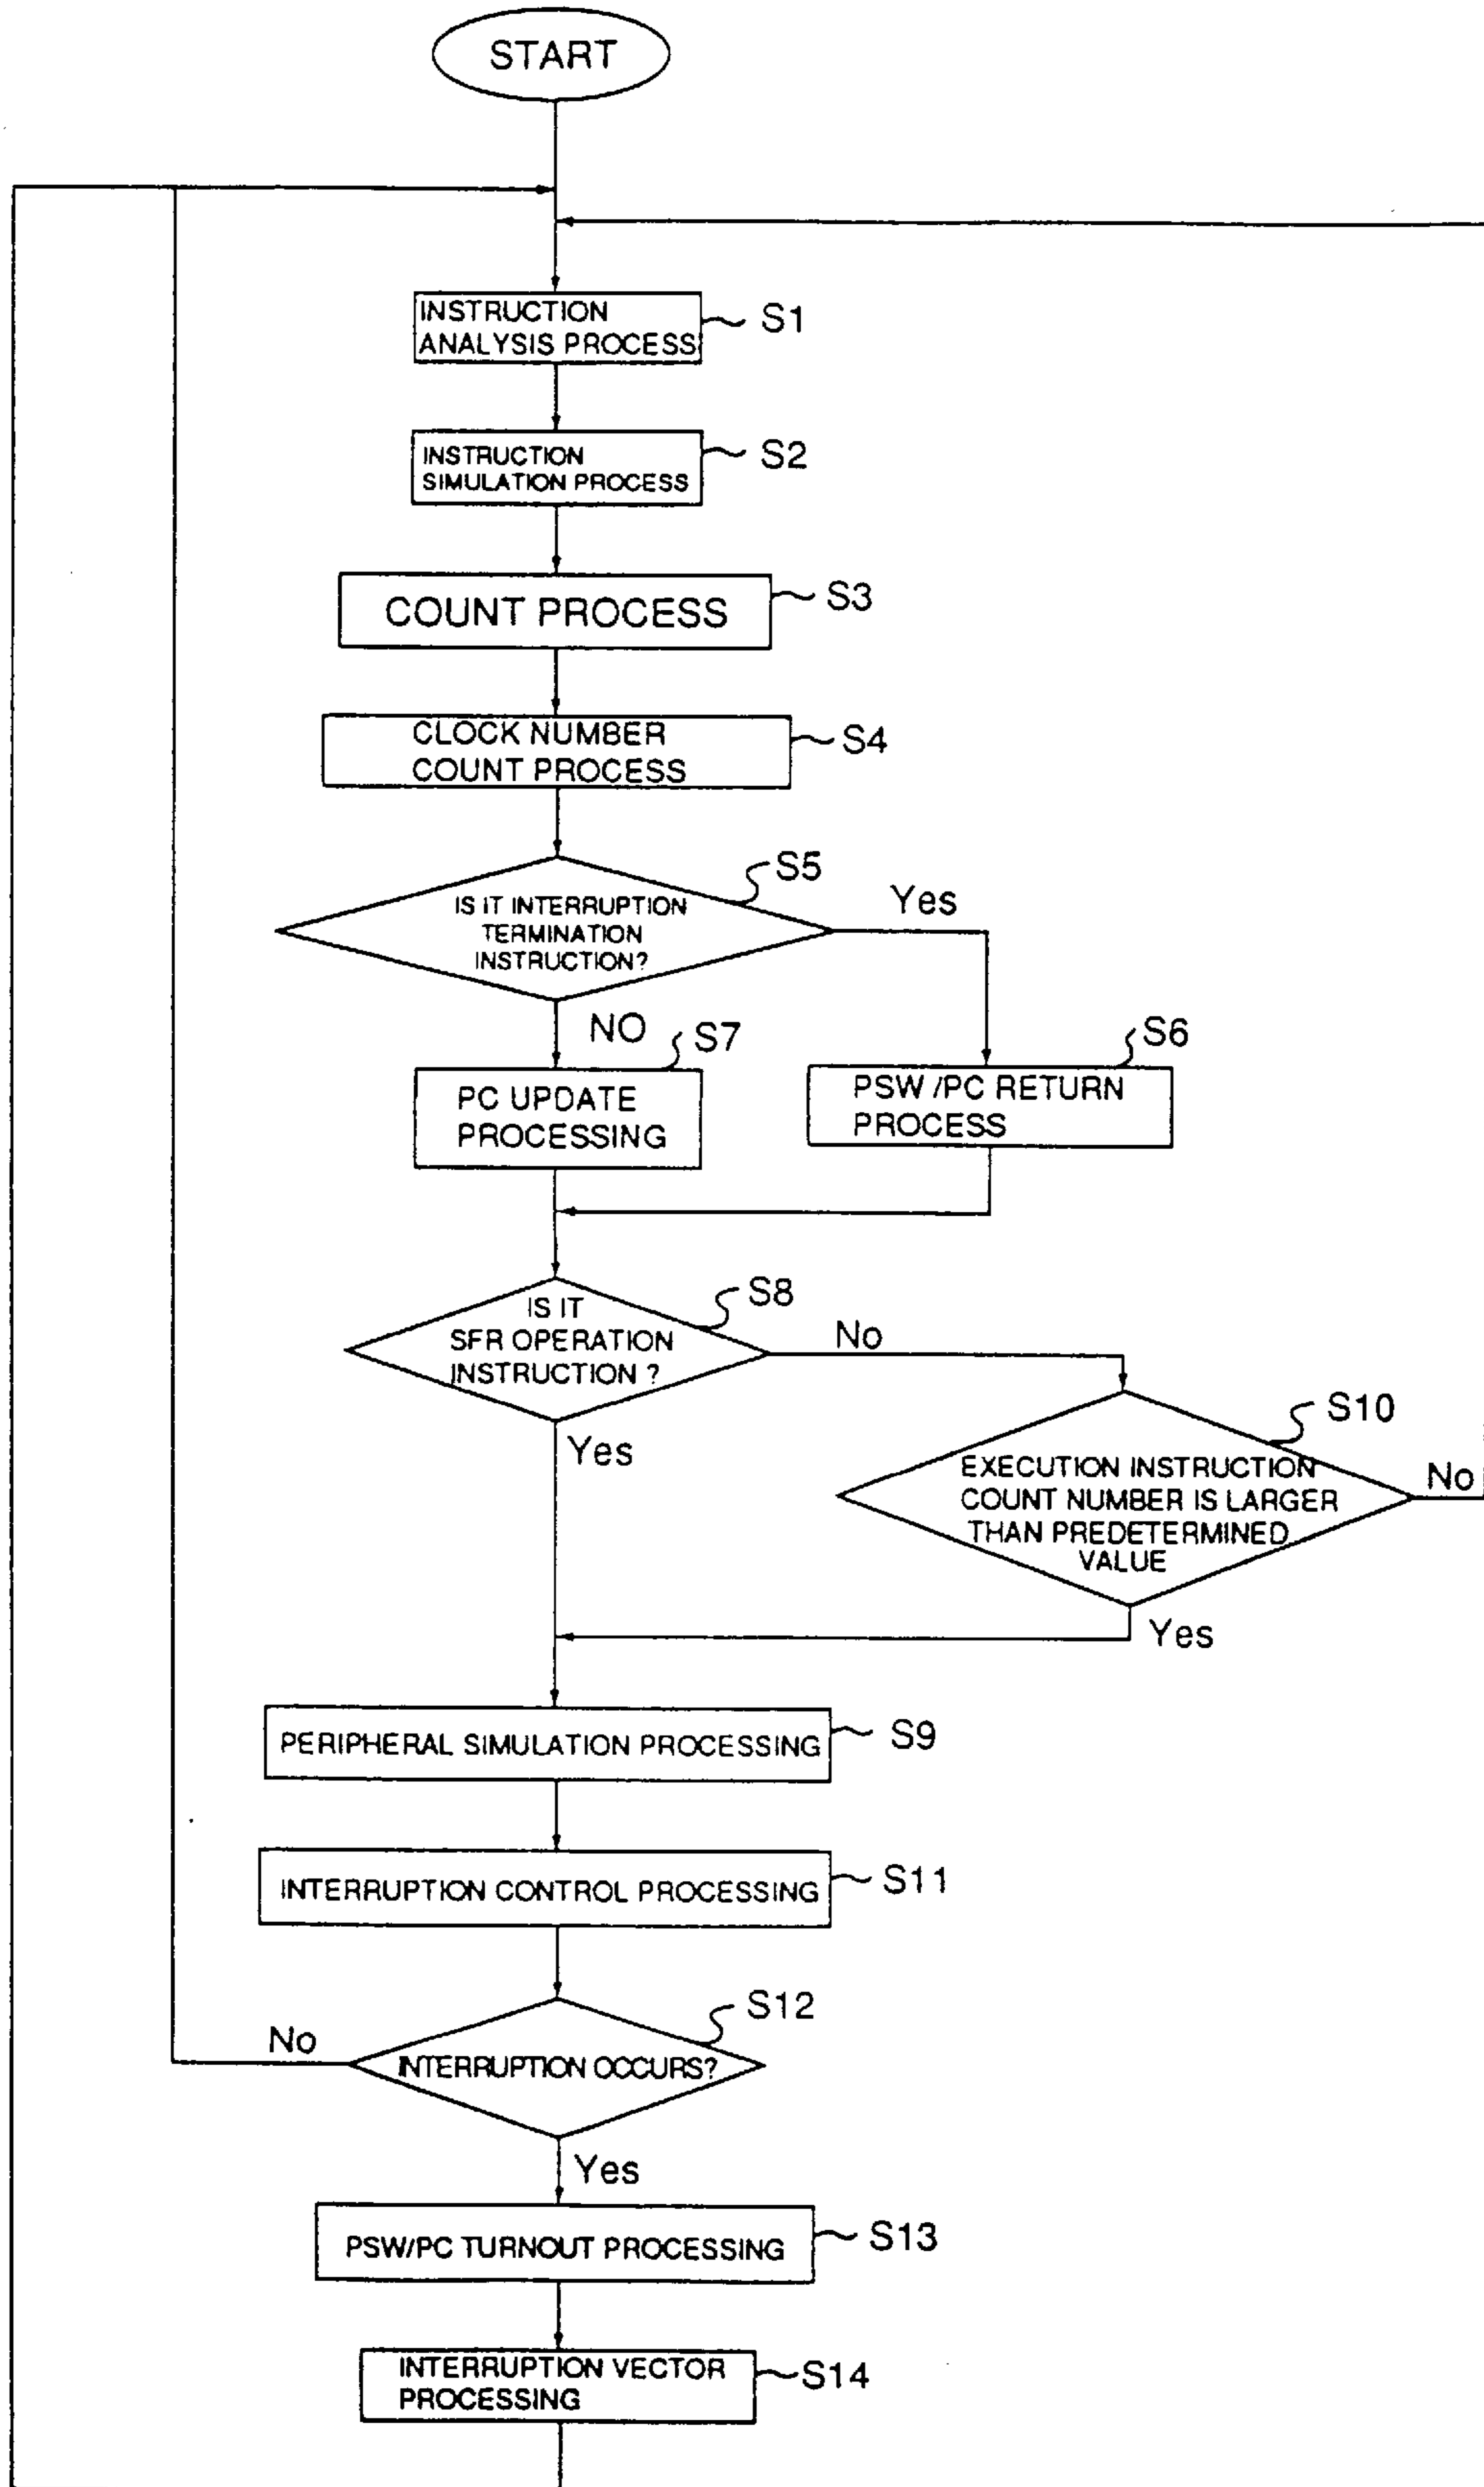 START
INSTRUCTION
ANALYSIS PROCESS
S1
INSTRUCTION
SIMULATION PROCESS
S2
COUNT PROCESS
S3
CLOCK NUMBER
COUNT PROCESS
S4
S5
IS IT INTERRUPTION
TERMINATION
INSTRUCTION?
Yes
NO
S7
PC UPDATE
PROCESSING
S6
PSW /PC RETURN
PROCESS
S8
IS IT
SFR OPERATION
INSTRUCTION ?
No
Yes
S10
EXECUTION INSTRUCTION
COUNT NUMBER IS LARGER
THAN PREDETERMINED
VALUE
No
Yes
PERIPHERAL SIMULATION PROCESSING
S9
INTERRUPTION CONTROL PROCESSING
S11
S12
INTERRUPTION OCCURS?
No
Yes
PSW/PC TURNOUT PROCESSING
S13
INTERRUPTION VECTOR
PROCESSING
S14